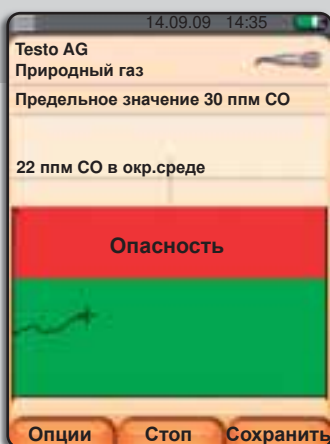 14.09.09 14:35
Testo AG
Природный газ
Предельное значение 30 ппм CO
22 ппм CO в окр.среде
Опасность
Опции Стоп Сохранить